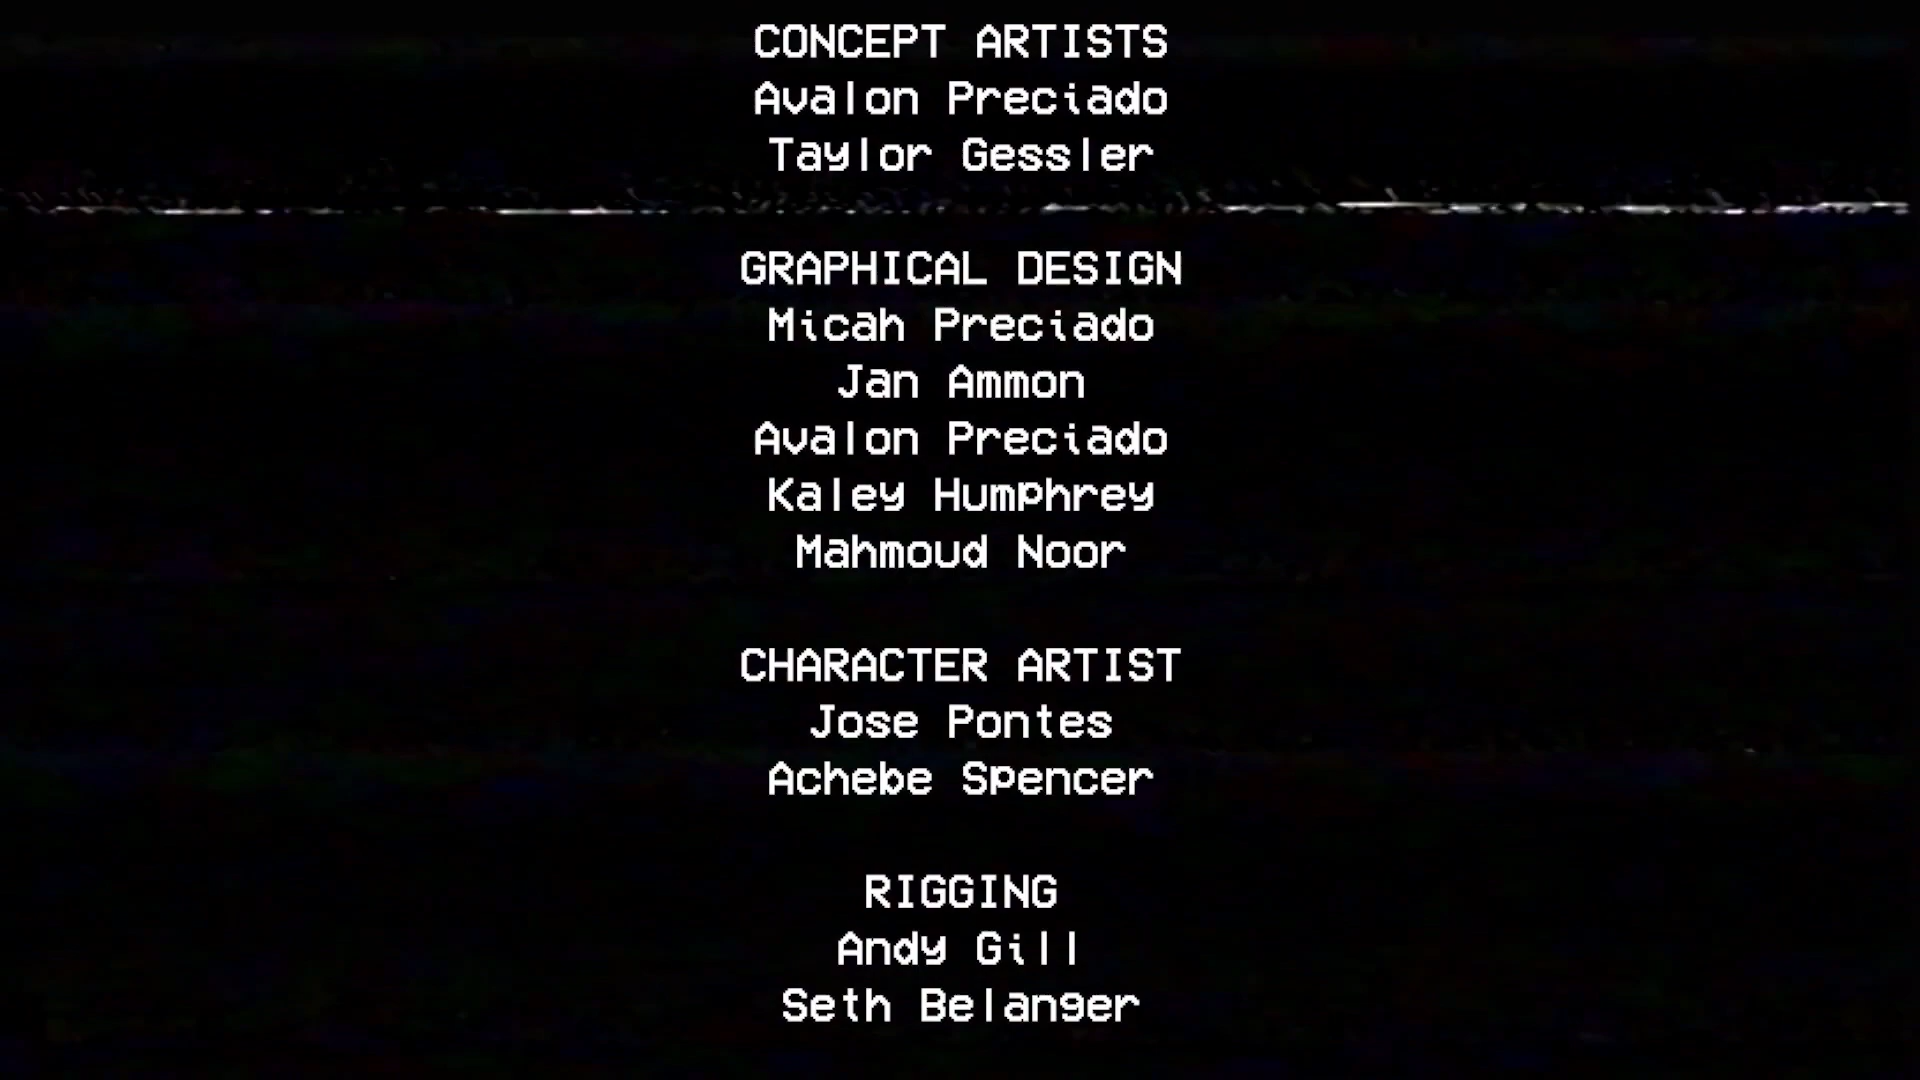 CONCEPT ARTISTS
Avalon Preciado
Taylor Gessler
GRAPHICAL DESIGN
Micah Preciado
Jan Ammon
Avalon Preciado
Kaley Humphrey
Mahmoud Noor
CHARACTER ARTIST
Jose Pontes
Achebe Spencer
RIGGING
Andy Gill
Seth Belanger